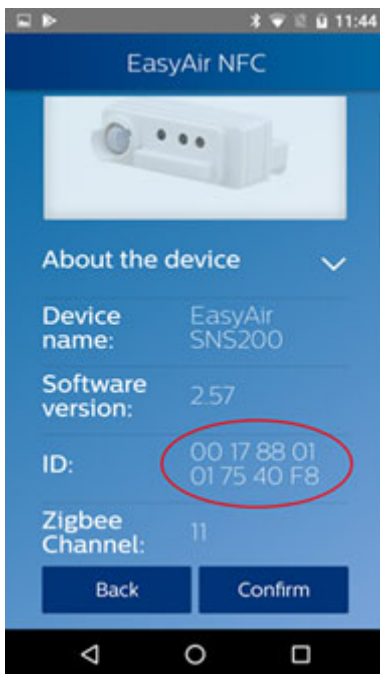 11:44
EasyAir NFC
About the device
Device name:
EasyAir SNS200
Software version:
2.57
ID:
00 17 88 01
01 75 40 F8
Zigbee Channel:
11
Back
Confirm